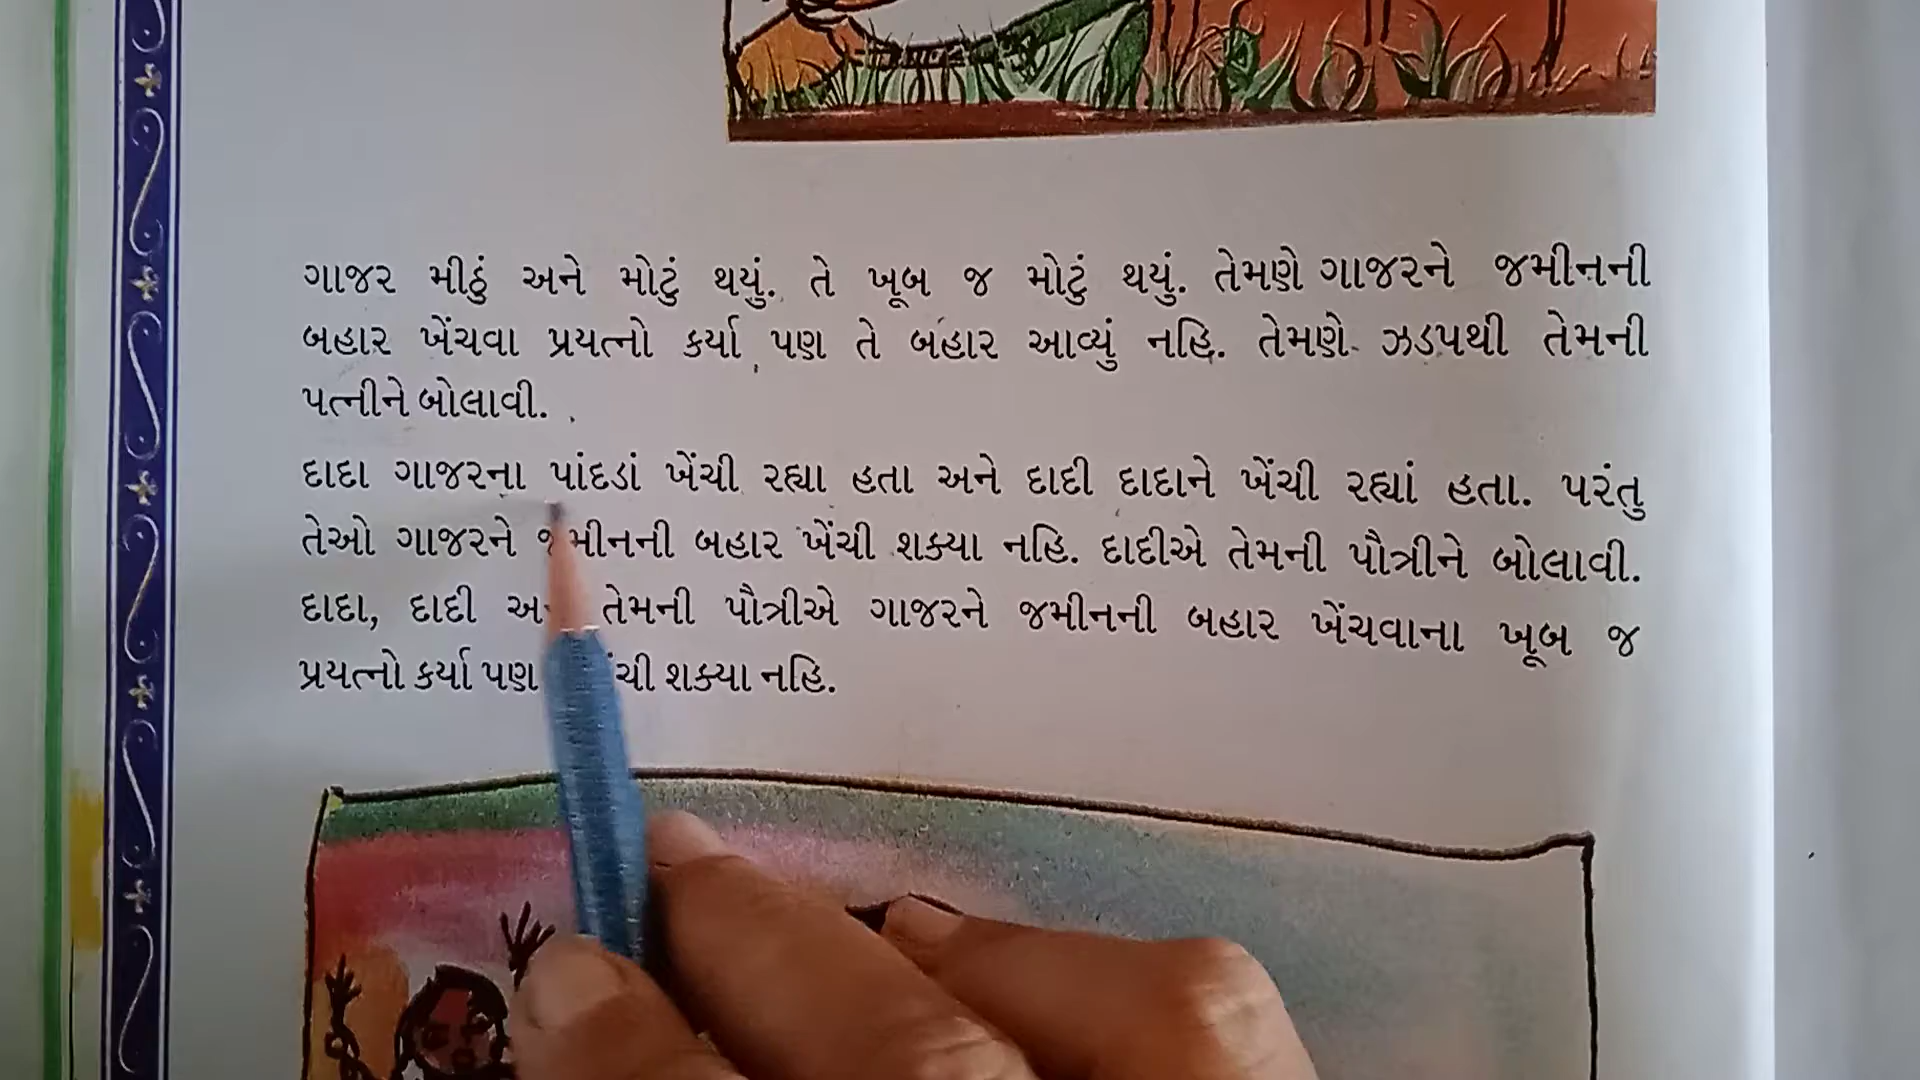 ગાજર મીઠું અને મોટું થયું. તે ખૂબ જ મોટું થયું. તેમણે ગાજરને જમીનની
બહાર ખેંચવા પ્રયત્નો કર્યા પણ તે બહાર આવ્યું નહિ. તેમણે ઝડપથી તેમની
પત્નીને બોલાવી.
દાદા ગાજરના પાંદડાં ખેંચી રહ્યા હતા અને દાદી દાદાને ખેંચી રહ્યાં હતા. પરંતુ
તેઓ ગાજરને જમીનની બહાર ખેંચી શક્યા નહિ. દાદીએ તેમની પૌત્રીને બોલાવી.
દાદા, દાદી તેમની પૌત્રીએ ગાજરને જમીનની બહાર ખેંચવાના ખૂબ જ
પ્રયત્નો કર્યા પણ શક્યા નહિ.